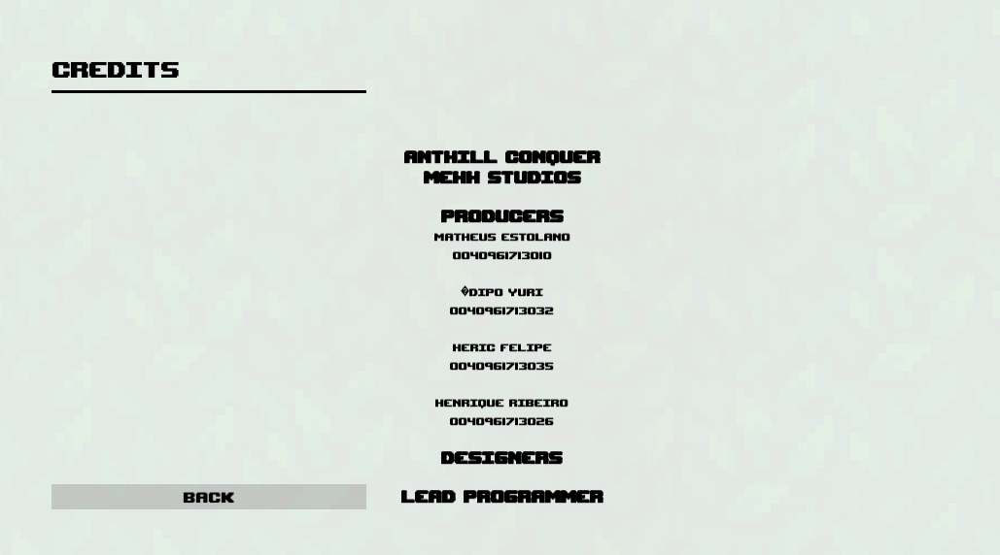 CREDITS
ANTHILL CONQUER
MEHH STUDIOS
PRODUCERS
MATHEUS ESTOLANO
0040961713010
�DIPO YURI
0040961713032
HERIC FELIPE
0040961713035
HENRIQUE RIBEIRO
0040961713026
DESIGNERS
LEAD PROGRAMMER
BACK